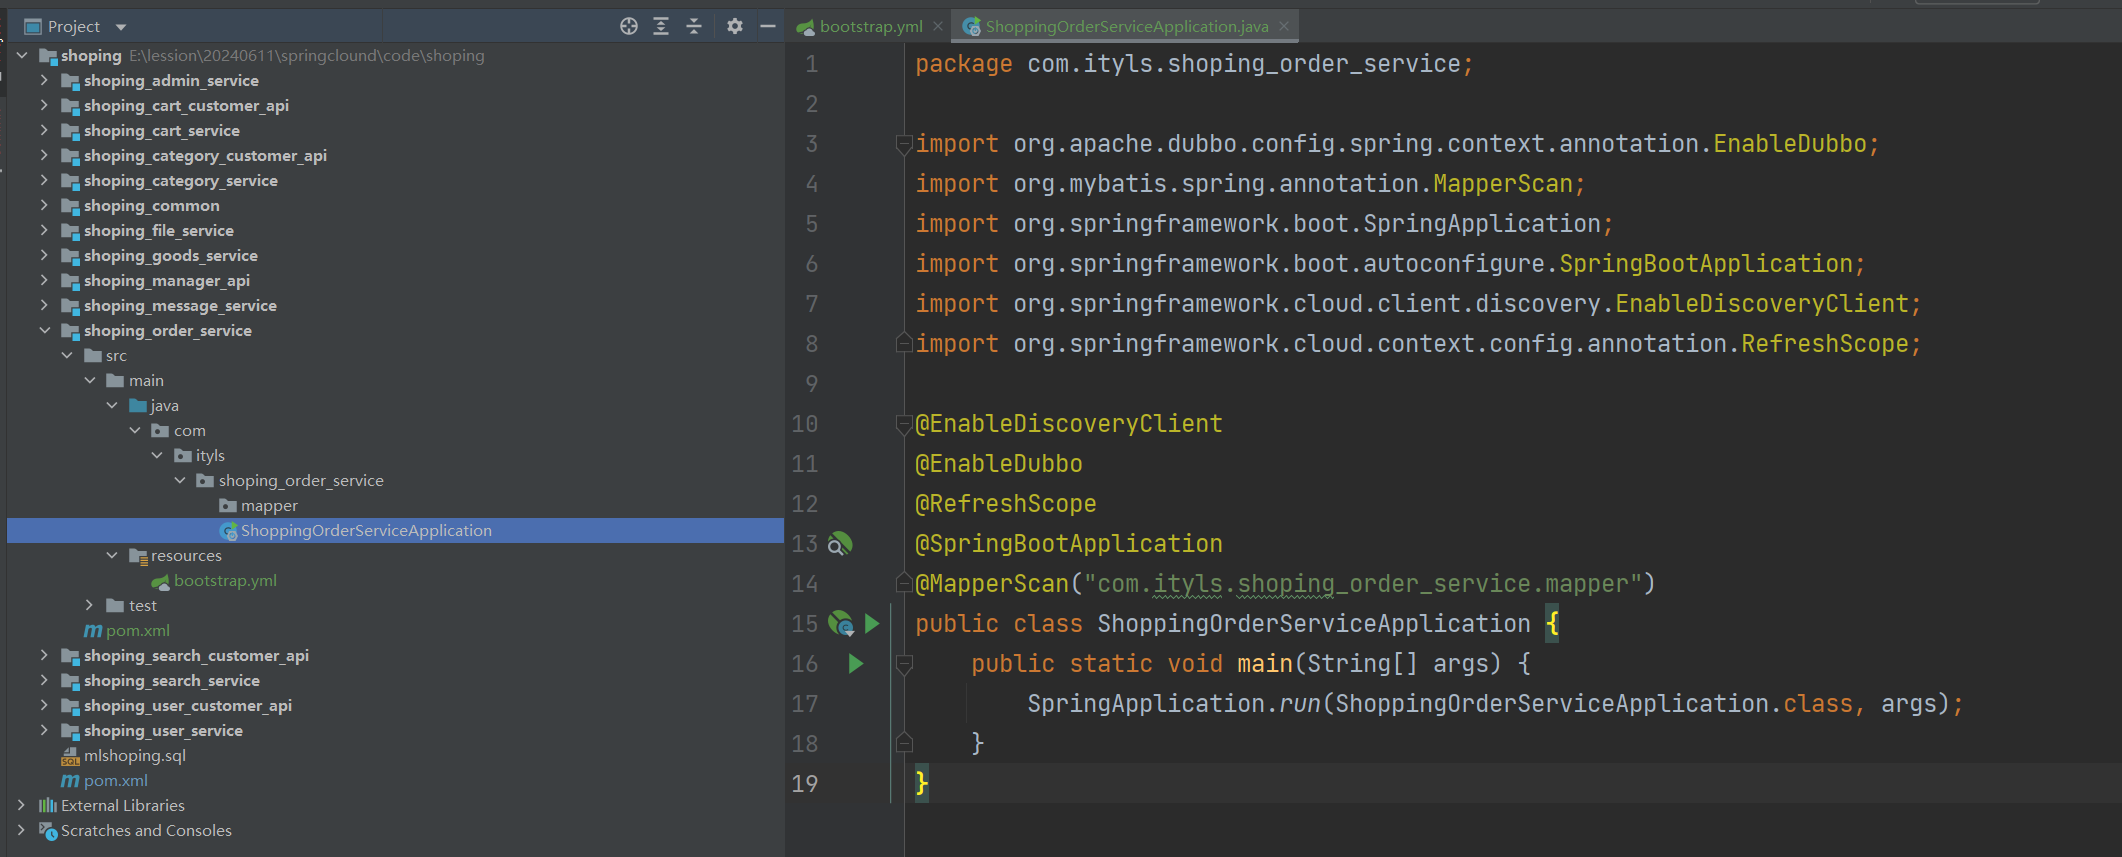 Project
shoping E:\lession\20240611\springclound\code\shoping
shoping_admin_service
shoping_cart_customer_api
shoping_cart_service
shoping_category_customer_api
shoping_category_service
shoping_common
shoping_file_service
shoping_goods_service
shoping_manager_api
shoping_message_service
shoping_order_service
src
main
java
com
ityls
shoping_order_service
mapper
ShoppingOrderServiceApplication
resources
bootstrap.yml
test
pom.xml
shoping_search_customer_api
shoping_search_service
shoping_user_customer_api
shoping_user_service
mlshoping.sql
pom.xml
External Libraries
Scratches and Consoles
bootstrap.yml
ShoppingOrderServiceApplication.java
1 package com.ityls.shoping_order_service;
2
3 import org.apache.dubbo.config.spring.context.annotation.EnableDubbo;
4 import org.mybatis.spring.annotation.MapperScan;
5 import org.springframework.boot.SpringApplication;
6 import org.springframework.boot.autoconfigure.SpringBootApplication;
7 import org.springframework.cloud.client.discovery.EnableDiscoveryClient;
8 import org.springframework.cloud.context.config.annotation.RefreshScope;
9
10 @EnableDiscoveryClient
11 @EnableDubbo
12 @RefreshScope
13 @SpringBootApplication
14 @MapperScan("com.ityls.shoping_order_service.mapper")
15 public class ShoppingOrderServiceApplication {
16 public static void main(String[] args) {
17 SpringApplication.run(ShoppingOrderServiceApplication.class, args);
18 }
19 }